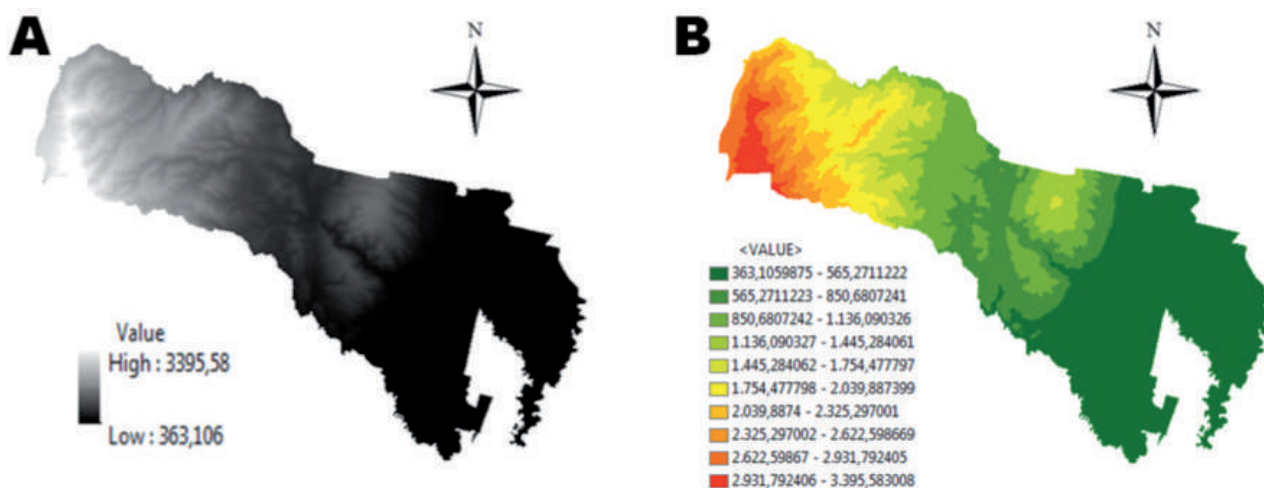 A
N
Value
High : 3395,58
Low : 363,106
B
N
<VALUE>
363,1059875 - 565,2711222
565,2711223 - 850,6807241
850,6807242 - 1.136,090326
1.136,090327 - 1.445,284061
1.445,284062 - 1.754,477797
1.754,477798 - 2.039,887399
2.039,8874 - 2.325,297001
2.325,297002 - 2.622,598669
2.622,59867 - 2.931,792405
2.931,792406 - 3.395,583008